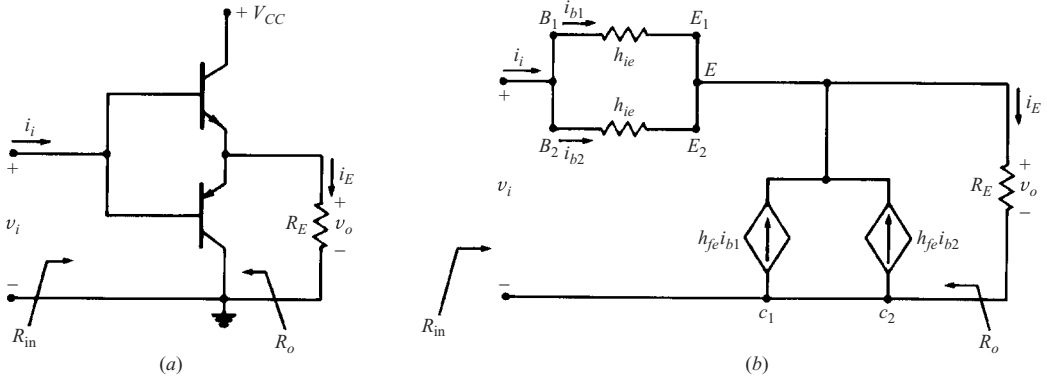 + V_CC
i_i
+
v_i
−
i_E
R_E
+
v_o
−
R_in
R_o
(a)
B_1
i_b1
E_1
h_ie
i_i
+
E
h_ie
B_2
i_b2
E_2
i_E
v_i
R_E
+
v_o
−
h_fe i_b1
h_fe i_b2
R_in
−
c_1
c_2
R_o
(b)